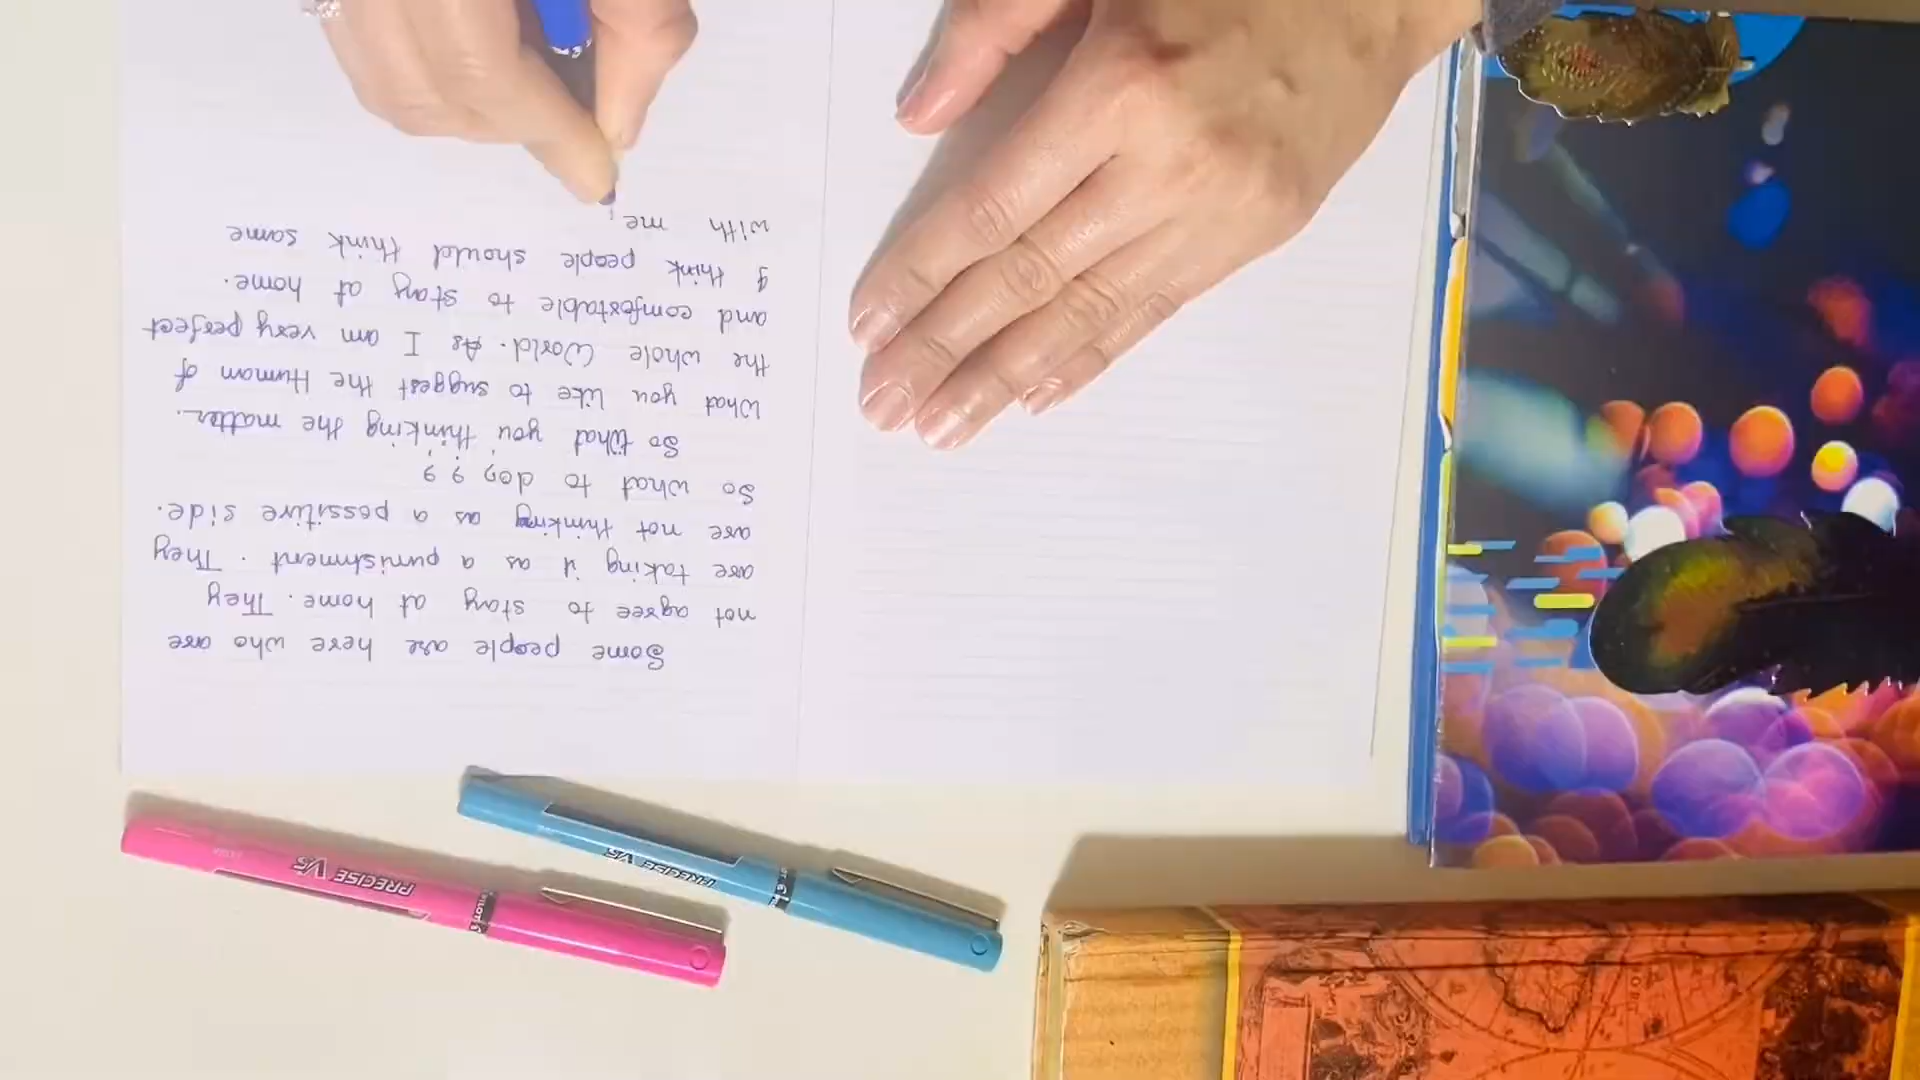 Some people are here who are
not agree to stay at home. They
are taking it as a punishment. They
are not thinking as a possitive side.
So what to do? ? ?
So What you thinking the matter..
What you like to suggest the Human of
the whole World. As I am very perfect
and comfortable to stay at home.
I think people should think same
with me
PRECISE V5
PRECISE V5